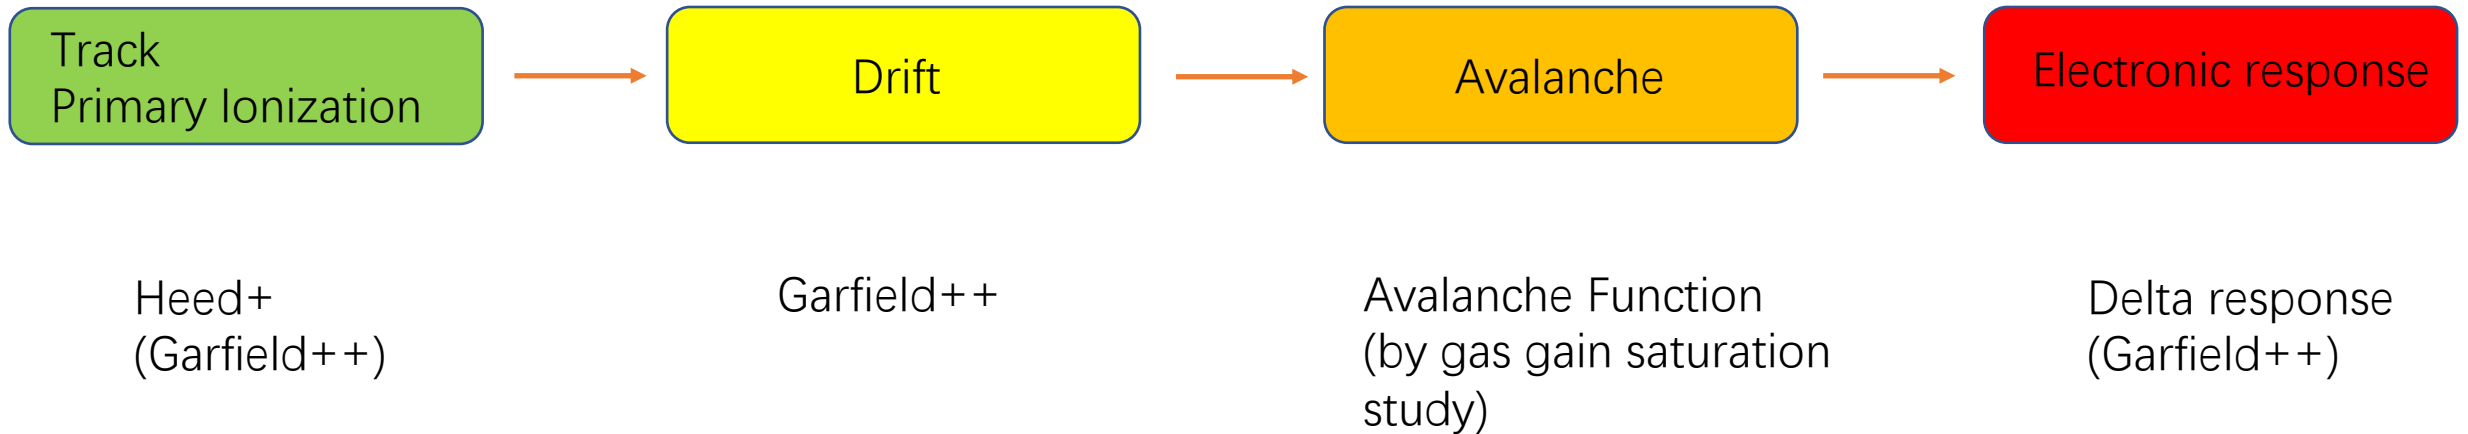 Track
Primary Ionization
Drift
Avalanche
Electronic response
Heed+
(Garfield++)
Garfield++
Avalanche Function
(by gas gain saturation
study)
Delta response
(Garfield++)